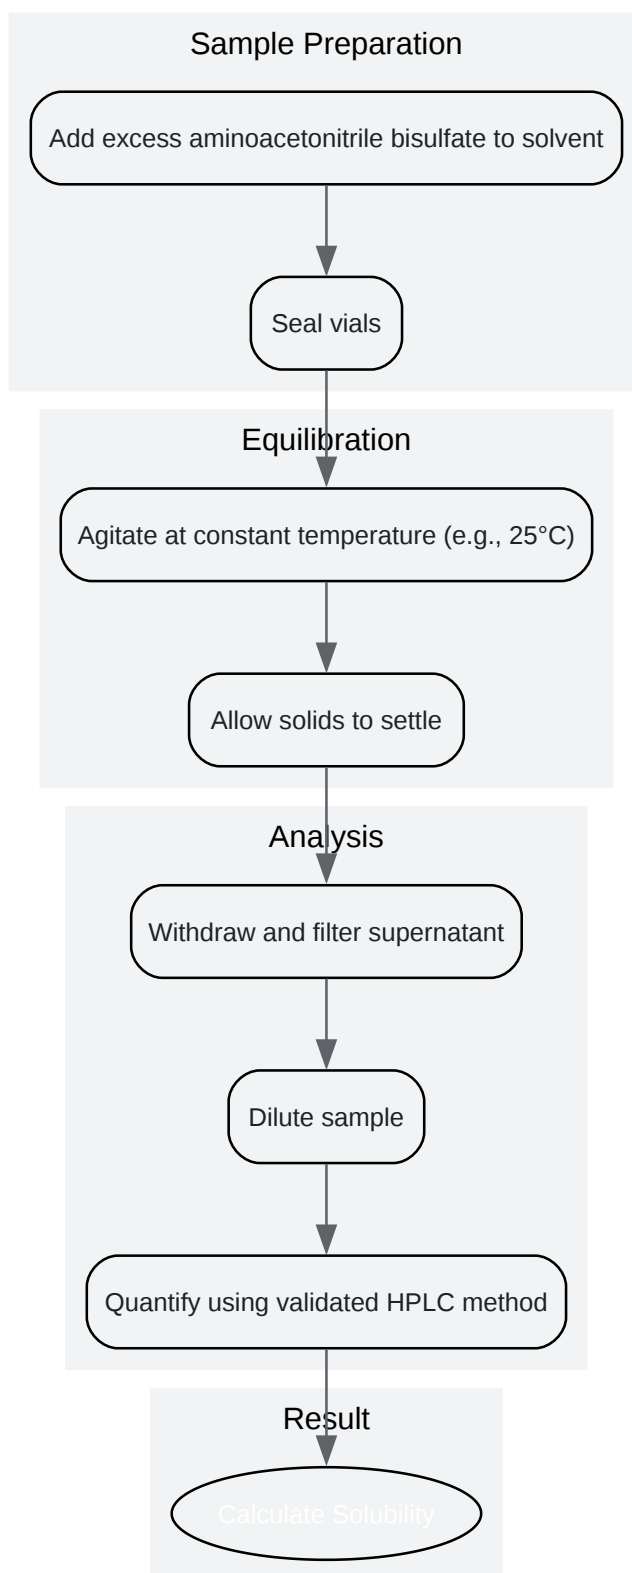 Sample Preparation
Add excess aminoacetonitrile bisulfate to solvent
Seal vials
Equilibration
Agitate at constant temperature (e.g., 25°C)
Allow solids to settle
Analysis
Withdraw and filter supernatant
Dilute sample
Quantify using validated HPLC method
Result
Calculate Solubility